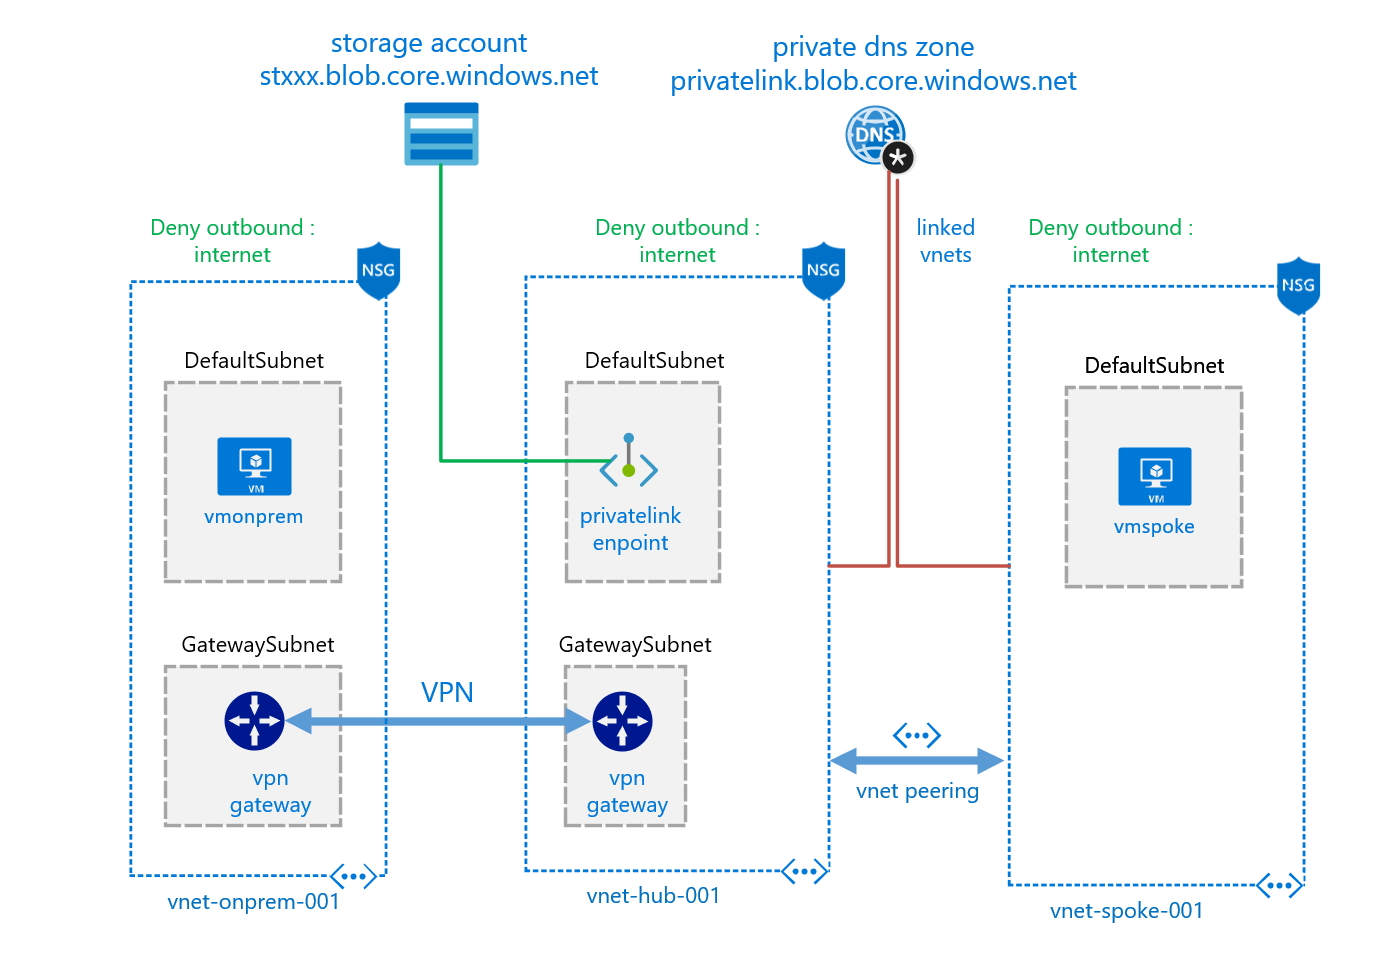 storage account
stxxx.blob.core.windows.net
private dns zone
privatelink.blob.core.windows.net
DNS
*
Deny outbound :
internet
NSG
Deny outbound :
internet
NSG
linked
vnets
Deny outbound :
internet
NSG
DefaultSubnet
VM
vmonprem
DefaultSubnet
privatelink
enpoint
DefaultSubnet
VM
vmspoke
GatewaySubnet
vpn
gateway
VPN
GatewaySubnet
vpn
gateway
vnet peering
vnet-onprem-001
vnet-hub-001
vnet-spoke-001